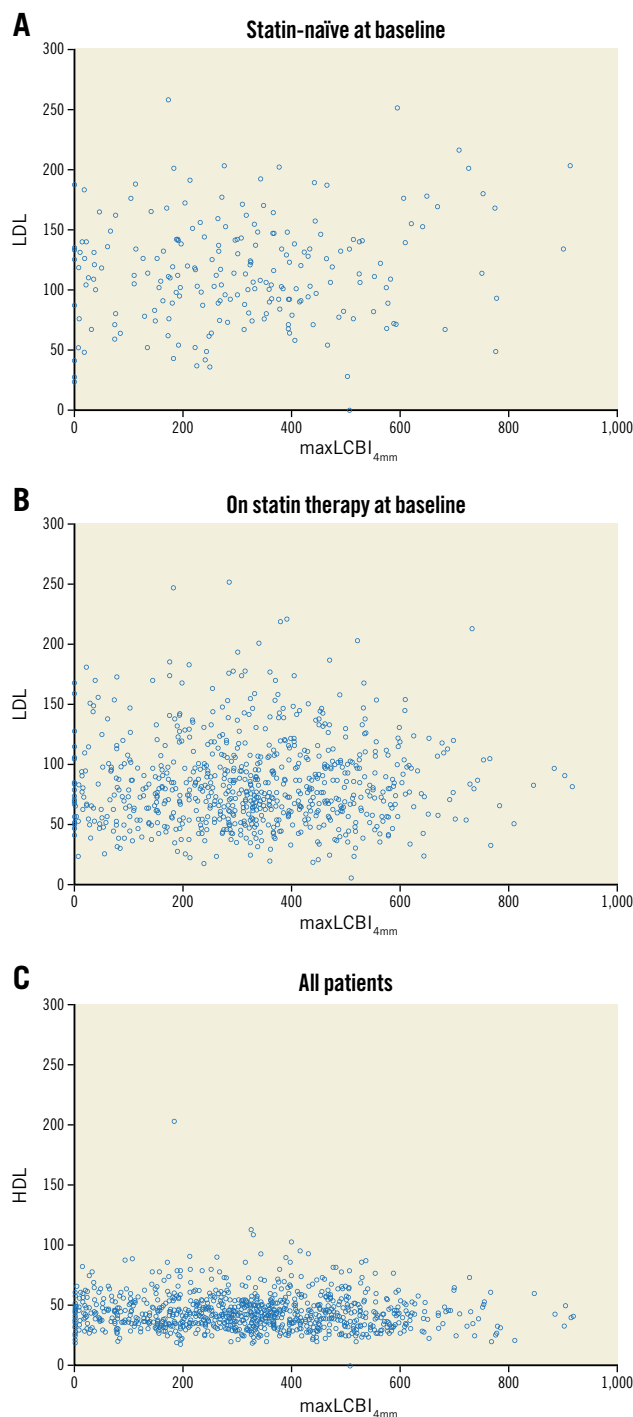 A
Statin-naïve at baseline
300
250
200
150
100
50
0
LDL
0 200 400 600 800 1,000
maxLCBI4mm
B
On statin therapy at baseline
300
250
200
150
100
50
0
LDL
0 200 400 600 800 1,000
maxLCBI4mm
C
All patients
300
250
200
150
100
50
0
HDL
0 200 400 600 800 1,000
maxLCBI4mm